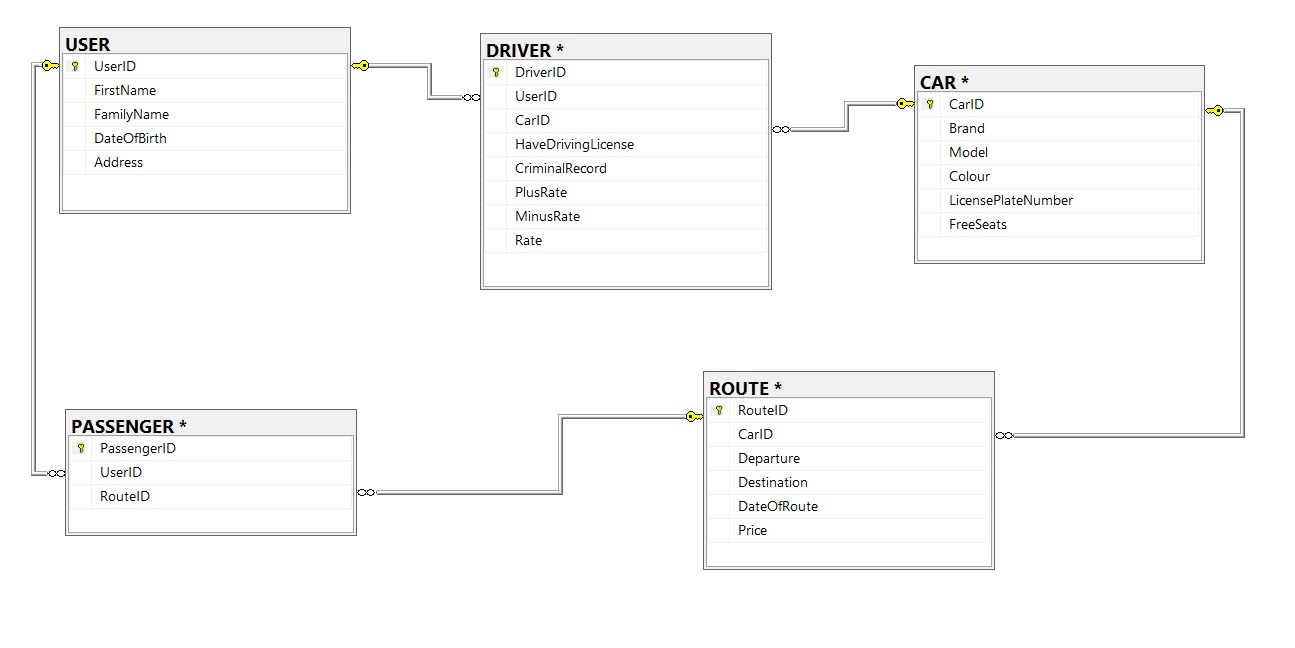 USER
UserID
FirstName
FamilyName
DateOfBirth
Address
DRIVER *
DriverID
UserID
CarID
HaveDrivingLicense
CriminalRecord
PlusRate
MinusRate
Rate
CAR *
CarID
Brand
Model
Colour
LicensePlateNumber
FreeSeats
PASSENGER *
PassengerID
UserID
RouteID
ROUTE *
RouteID
CarID
Departure
Destination
DateOfRoute
Price